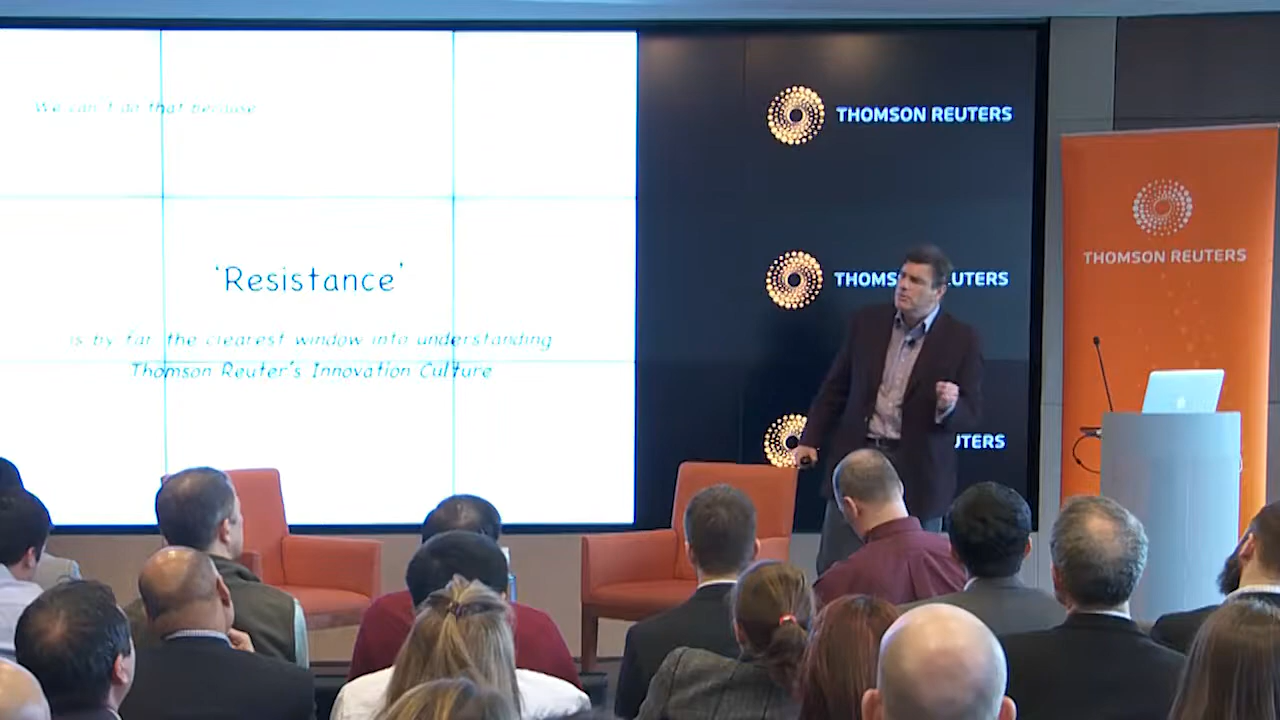 We can't do that because
'Resistance'
is by far the clearest window into understanding
Thomson Reuter's Innovation Culture
THOMSON REUTERS
THOMS UTERS
UTERS
THOMSON REUTERS